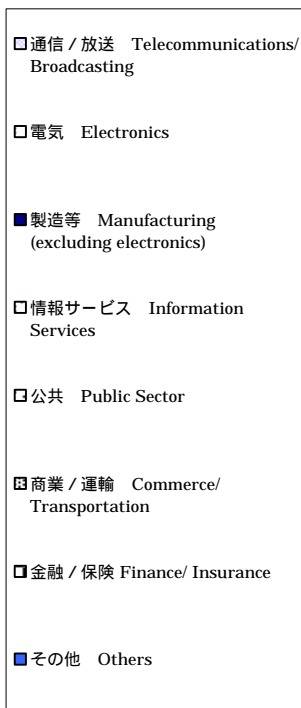 通信 / 放送 Telecommunications/
Broadcasting
電気 Electronics
製造等 Manufacturing
(excluding electronics)
情報サービス Information
Services
公共 Public Sector
商業 / 運輸 Commerce/
Transportation
金融 / 保険 Finance/ Insurance
その他 Others